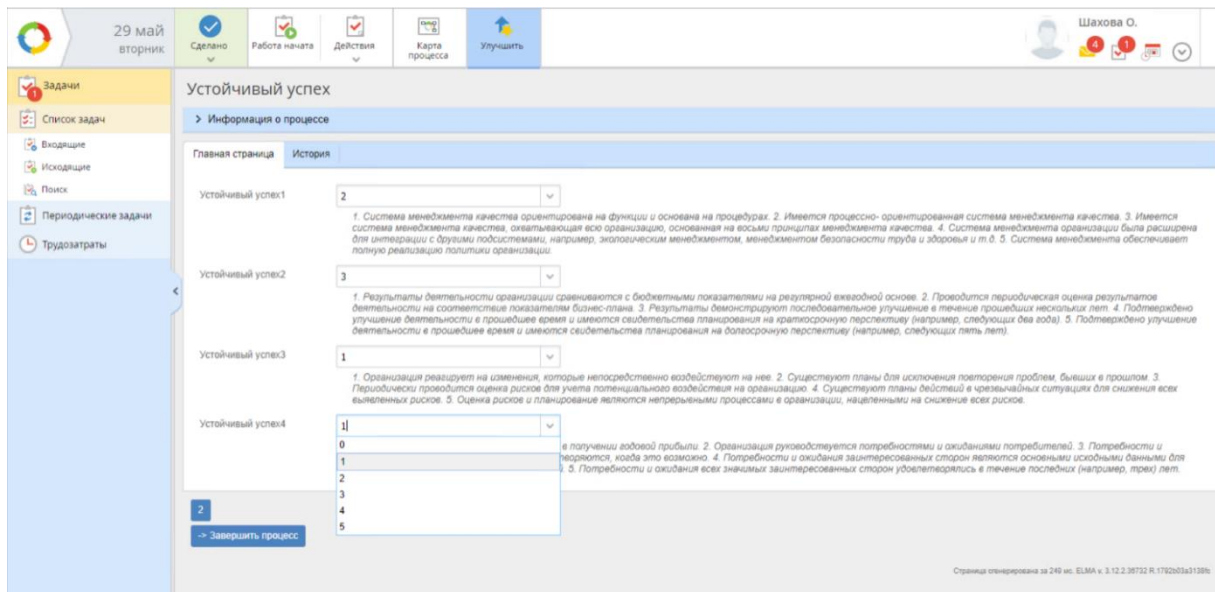 29 май
вторник
Сделано
Работа начата
Действия
Карта
процесса
Улучшить
Шахова О.
4
1
Задачи
1
Список задач
Входящие
Исходящие
Поиск
Периодические задачи
Трудозатраты
Устойчивый успех
> Информация о процессе
Главная страница
История
Устойчивый успех1
2
1. Система менеджмента качества ориентирована на функции и основана на процедурах. 2. Имеется процессно- ориентированная система менеджмента качества. 3. Имеется
система менеджмента качества, охватывающая всю организацию, основанная на восьми принципах менеджмента качества. 4. Система менеджмента организации была расширена
для интеграции с другими подсистемами, например, экологическим менеджментом, менеджментом безопасности труда и здоровья и т.д. 5. Система менеджмента обеспечивает
полную реализацию политики организации.
Устойчивый успех2
3
1. Результаты деятельности организации сравниваются с бюджетными показателями на регулярной ежегодной основе. 2. Проводится периодическая оценка результатов
деятельности на соответствие показателям бизнес-плана. 3. Результаты демонстрируют последовательное улучшение в течение прошедших нескольких лет. 4. Подтверждено
улучшение деятельности в прошедшее время и имеются свидетельства планирования на краткосрочную перспективу (например, следующих два года). 5. Подтверждено улучшение
деятельности в прошедшее время и имеются свидетельства планирования на долгосрочную перспективу (например, следующих пять лет).
Устойчивый успех3
1
1. Организация реагирует на изменения, которые непосредственно воздействуют на нее. 2. Существуют планы для исключения повторения проблем, бывших в прошлом. 3.
Периодически проводится оценка рисков для учета потенциального воздействия на организацию. 4. Существуют планы действий в чрезвычайных ситуациях для снижения всех
выявленных рисков. 5. Оценка рисков и планирование являются непрерывными процессами в организации, нацеленными на снижение всех рисков.
Устойчивый успех4
1
0
1
2
3
4
5
в получении годовой прибыли. 2. Организация руководствуется потребностями и ожиданиями потребителей. 3. Потребности и
творяются, когда это возможно. 4. Потребности и ожидания заинтересованных сторон являются основными исходными данными для
5. Потребности и ожидания всех значимых заинтересованных сторон удовлетворялись в течение последних (например, трех) лет.
2
-> Завершить процесс
Страница сгенерирована за 249 мс. ELMA v. 3.12.2.36732 R.